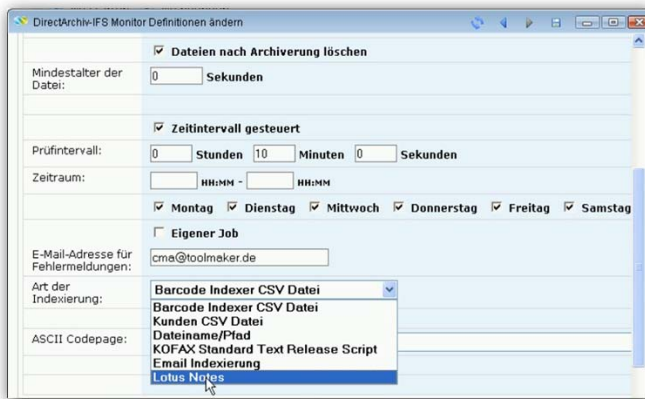 DirectArchiv-IFS Monitor Definitionen ändern
Dateien nach Archiverung löschen
Mindestalter der Datei: 0 Sekunden
Zeitintervall gesteuert
Prüfintervall: 0 Stunden 10 Minuten 0 Sekunden
Zeitraum: HH:MM - HH:MM
Montag Dienstag Mittwoch Donnerstag Freitag Samstag
Eigener Job
E-Mail-Adresse für Fehlermeldungen: cma@toolmaker.de
Art der Indexierung: Barcode Indexer CSV Datei
Barcode Indexer CSV Datei
Kunden CSV Datei
Dateiname/Pfad
ASCII Codepage:
KOFAX Standard Text Release Script
Email Indexierung
Lotus Notes